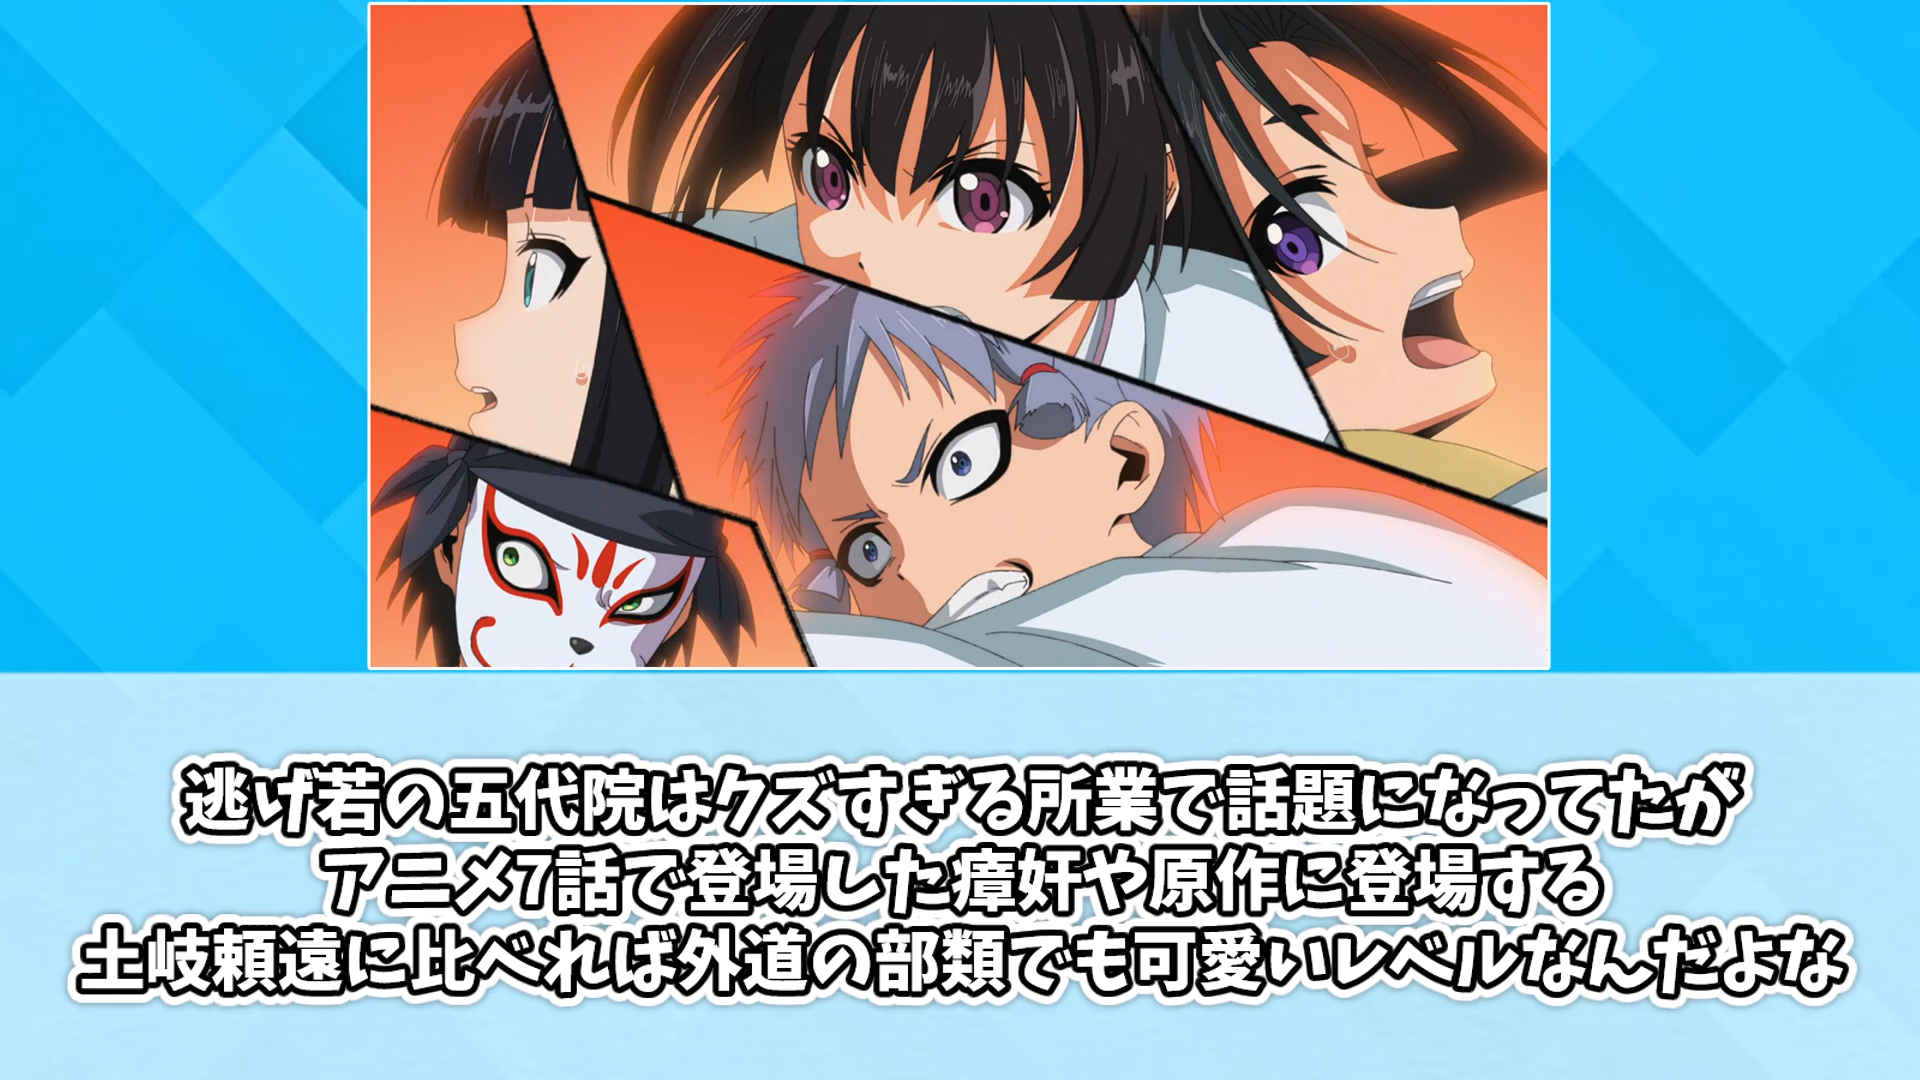 逃げ若の五代院はクズすぎる所業で話題になってたが
アニメ7話で登場した瘴奸や原作に登場する
土岐頼遠に比べれば外道の部類でも可愛いレベルなんだよな